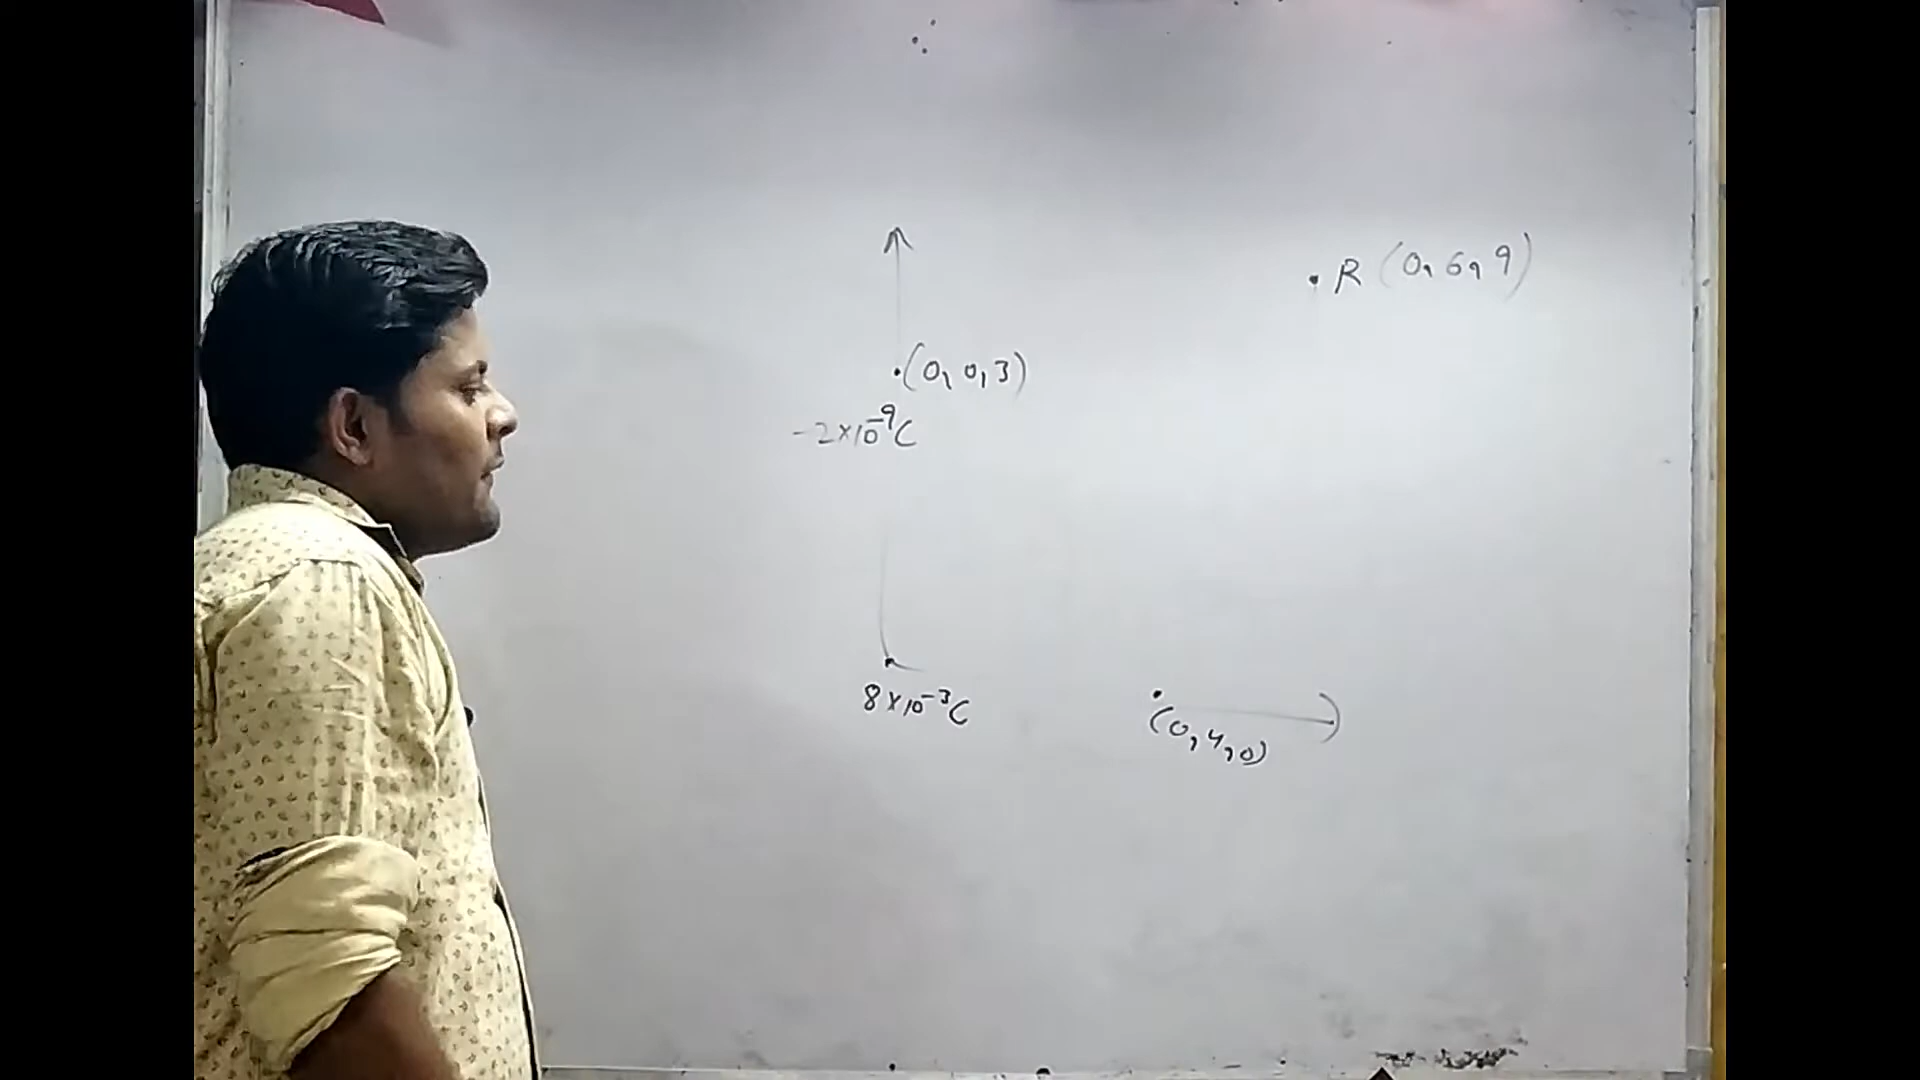 R (0, 6, 9)
(0, 0, 3)
-2×10⁻⁹C
8×10⁻³C
(0, 4, 0)